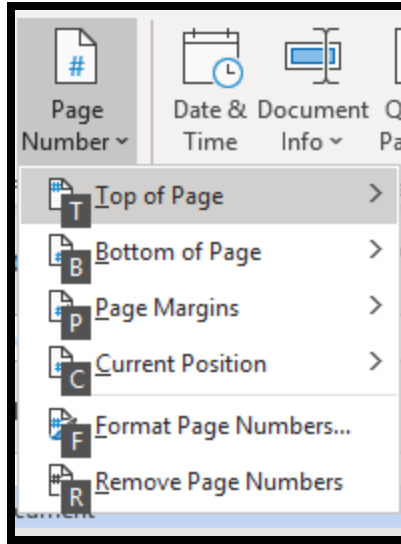 Page
Number
Date &
Time
Document
Info
Q
Pa
T Top of Page
B Bottom of Page
P Page Margins
C Current Position
F Format Page Numbers...
R Remove Page Numbers